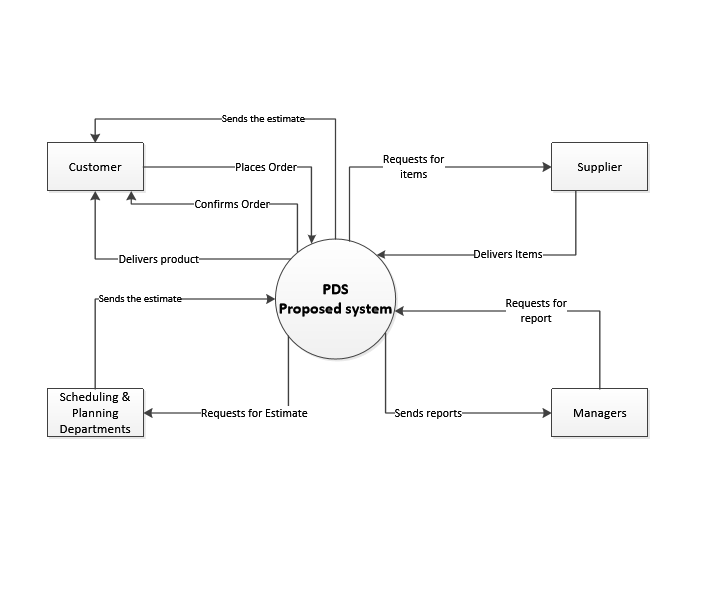 Sends the estimate
Customer
Places Order
Requests for
items
Supplier
Confirms Order
Delivers product
Delivers Items
PDS
Proposed system
Sends the estimate
Requests for
report
Scheduling &
Planning
Departments
Requests for Estimate
Sends reports
Managers